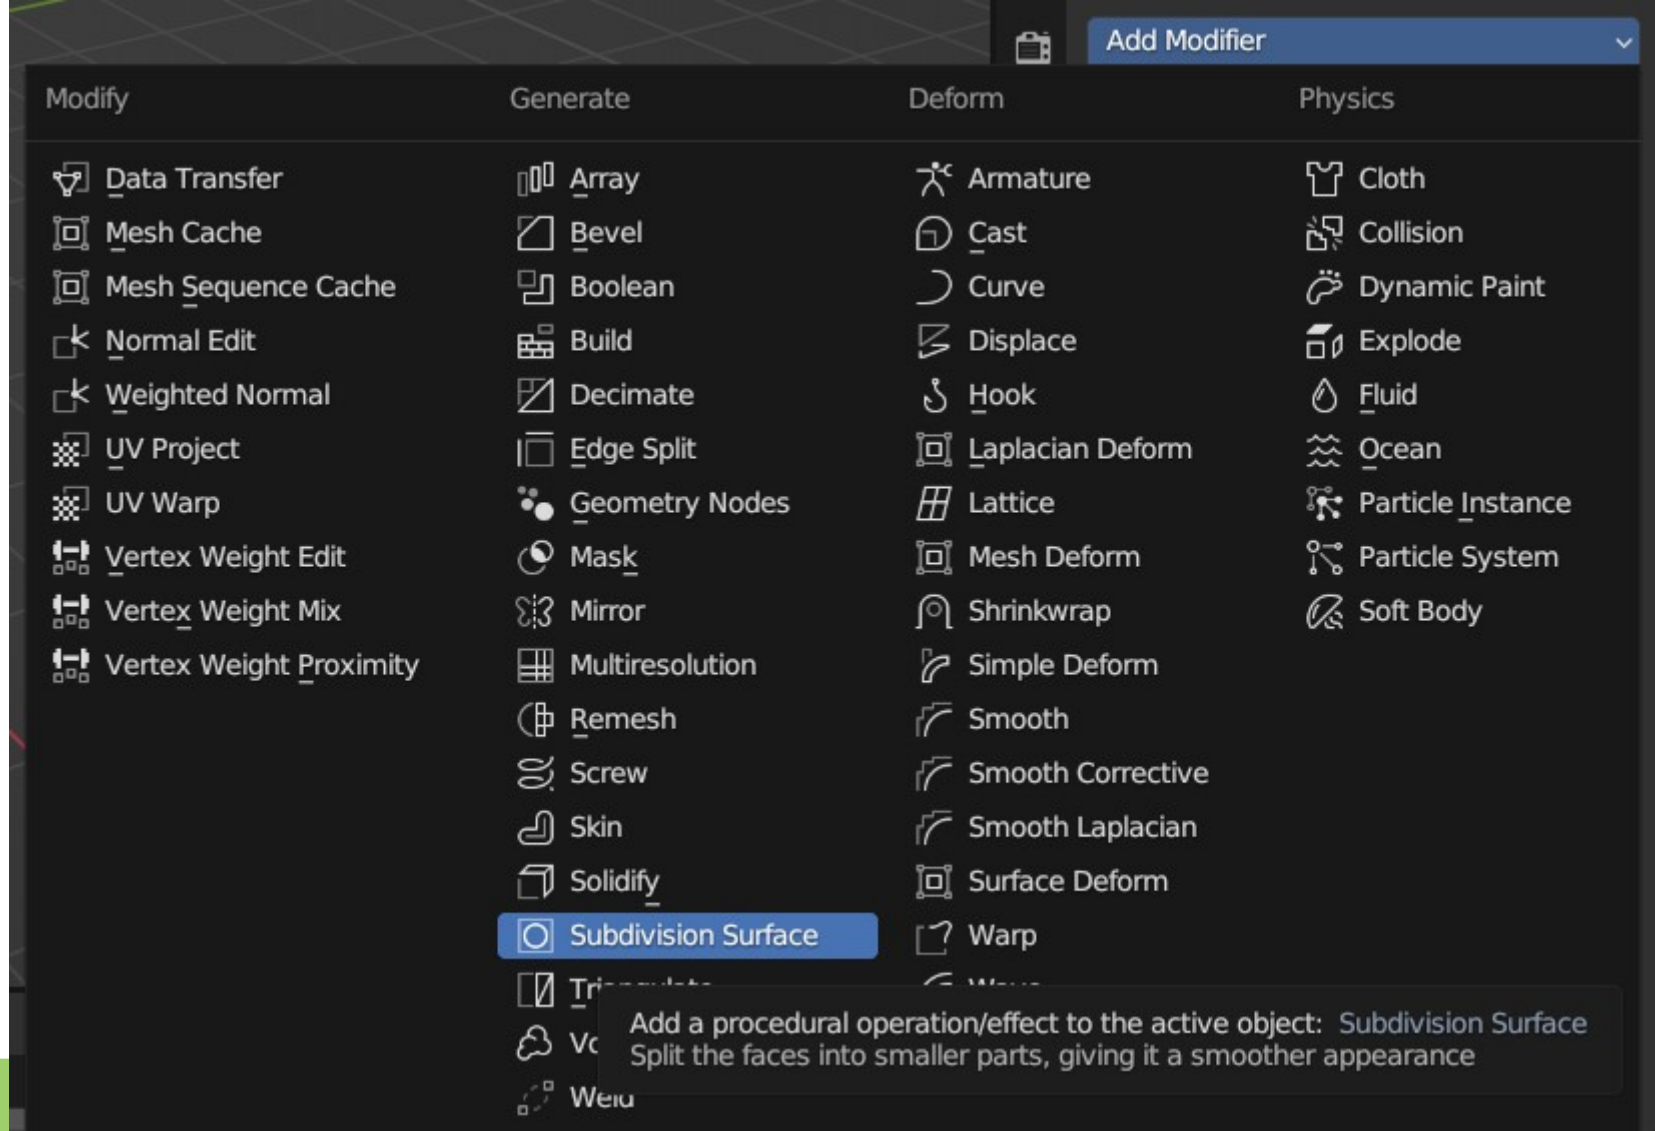 Add Modifier
Modify
Data Transfer
Mesh Cache
Mesh Sequence Cache
Normal Edit
Weighted Normal
UV Project
UV Warp
Vertex Weight Edit
Vertex Weight Mix
Vertex Weight Proximity
Generate
Array
Bevel
Boolean
Build
Decimate
Edge Split
Geometry Nodes
Mask
Mirror
Multiresolution
Remesh
Screw
Skin
Solidify
Subdivision Surface
Triangulate
Weld
Deform
Armature
Cast
Curve
Displace
Hook
Laplacian Deform
Lattice
Mesh Deform
Shrinkwrap
Simple Deform
Smooth
Smooth Corrective
Smooth Laplacian
Surface Deform
Warp
Wave
Physics
Cloth
Collision
Dynamic Paint
Explode
Fluid
Ocean
Particle Instance
Particle System
Soft Body
Add a procedural operation/effect to the active object: Subdivision Surface
Split the faces into smaller parts, giving it a smoother appearance